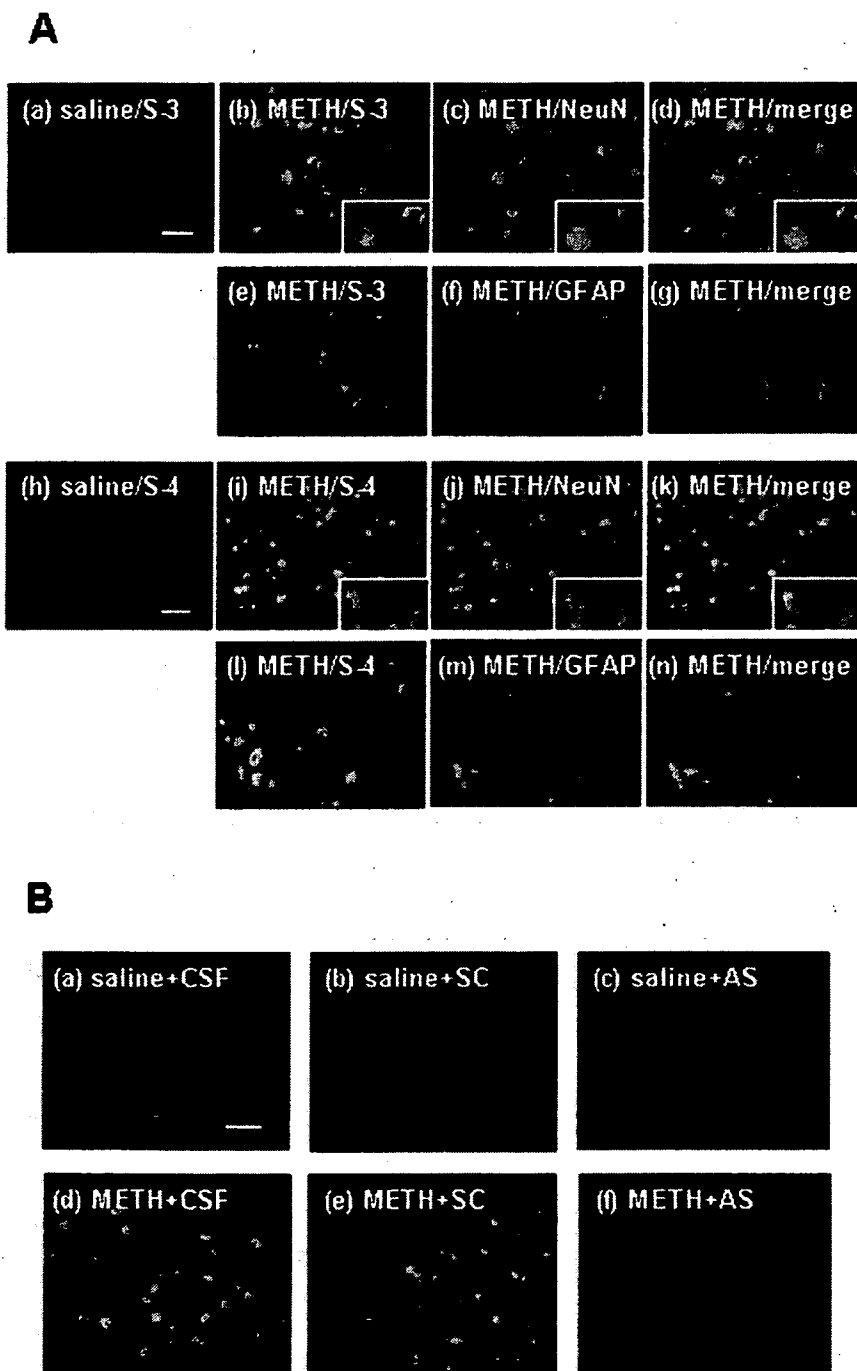 A
(a) saline/S-3 (b) METH/S-3 (c) METH/NeuN (d) METH/merge
(e) METH/S-3 (f) METH/GFAP (g) METH/merge
(h) saline/S-4 (i) METH/S-4 (j) METH/NeuN (k) METH/merge
(l) METH/S-4 (m) METH/GFAP (n) METH/merge
B
(a) saline+CSF (b) saline+SC (c) saline+AS
(d) METH+CSF (e) METH+SC (f) METH+AS